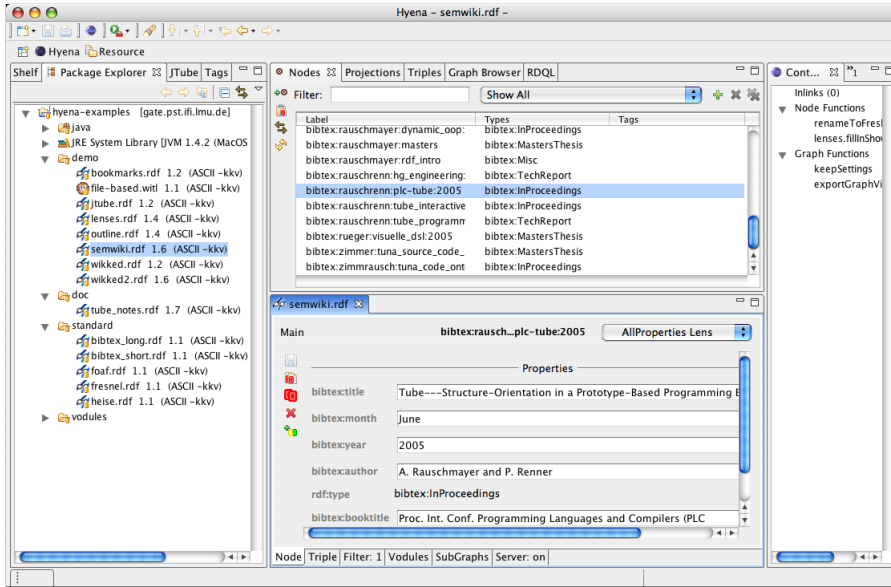 Hyena – semwiki.rdf –
Hyena Resource
Shelf Package Explorer JTube Tags
hyena-examples [gate.pst.ifi.lmu.de]
java
JRE System Library [JVM 1.4.2 (MacOS
demo
bookmarks.rdf 1.2 (ASCII -kkv)
file-based.witl 1.1 (ASCII -kkv)
jtube.rdf 1.2 (ASCII -kkv)
lenses.rdf 1.4 (ASCII -kkv)
outline.rdf 1.4 (ASCII -kkv)
semwiki.rdf 1.6 (ASCII -kkv)
wikked.rdf 1.2 (ASCII -kkv)
wikked2.rdf 1.6 (ASCII -kkv)
doc
tube_notes.rdf 1.7 (ASCII -kkv)
standard
bibtex_long.rdf 1.1 (ASCII -kkv)
bibtex_short.rdf 1.1 (ASCII -kkv)
foaf.rdf 1.1 (ASCII -kkv)
fresnel.rdf 1.1 (ASCII -kkv)
heise.rdf 1.1 (ASCII -kkv)
vodules
Nodes Projections Triples Graph Browser RDQL
Filter: Show All
Label Types Tags
bibtex:rauschmayer:dynamic_oop: bibtex:InProceedings
bibtex:rauschmayer:masters bibtex:MastersThesis
bibtex:rauschmayer:rdf_intro bibtex:Misc
bibtex:rauschrenn:hg_engineering: bibtex:TechReport
bibtex:rauschrenn:plc-tube:2005 bibtex:InProceedings
bibtex:rauschrenn:tube_interactive bibtex:InProceedings
bibtex:rauschrenn:tube_programm bibtex:TechReport
bibtex:rueger:visuelle_dsl:2005 bibtex:MastersThesis
bibtex:zimmer:tuna_source_code_ bibtex:MastersThesis
bibtex:zimmrausch:tuna_code_ont bibtex:InProceedings
semwiki.rdf
Main bibtex:rausch...plc-tube:2005 AllProperties Lens
Properties
bibtex:title Tube---Structure-Orientation in a Prototype-Based Programming E
bibtex:month June
bibtex:year 2005
bibtex:author A. Rauschmayer and P. Renner
rdf:type bibtex:InProceedings
bibtex:booktitle Proc. Int. Conf. Programming Languages and Compilers (PLC
Node Triple Filter: 1 Vodules SubGraphs Server: on
Cont... "1
Inlinks (0)
Node Functions
renameToFresl
lenses.fillnSho
Graph Functions
keepSettings
exportGraphVi